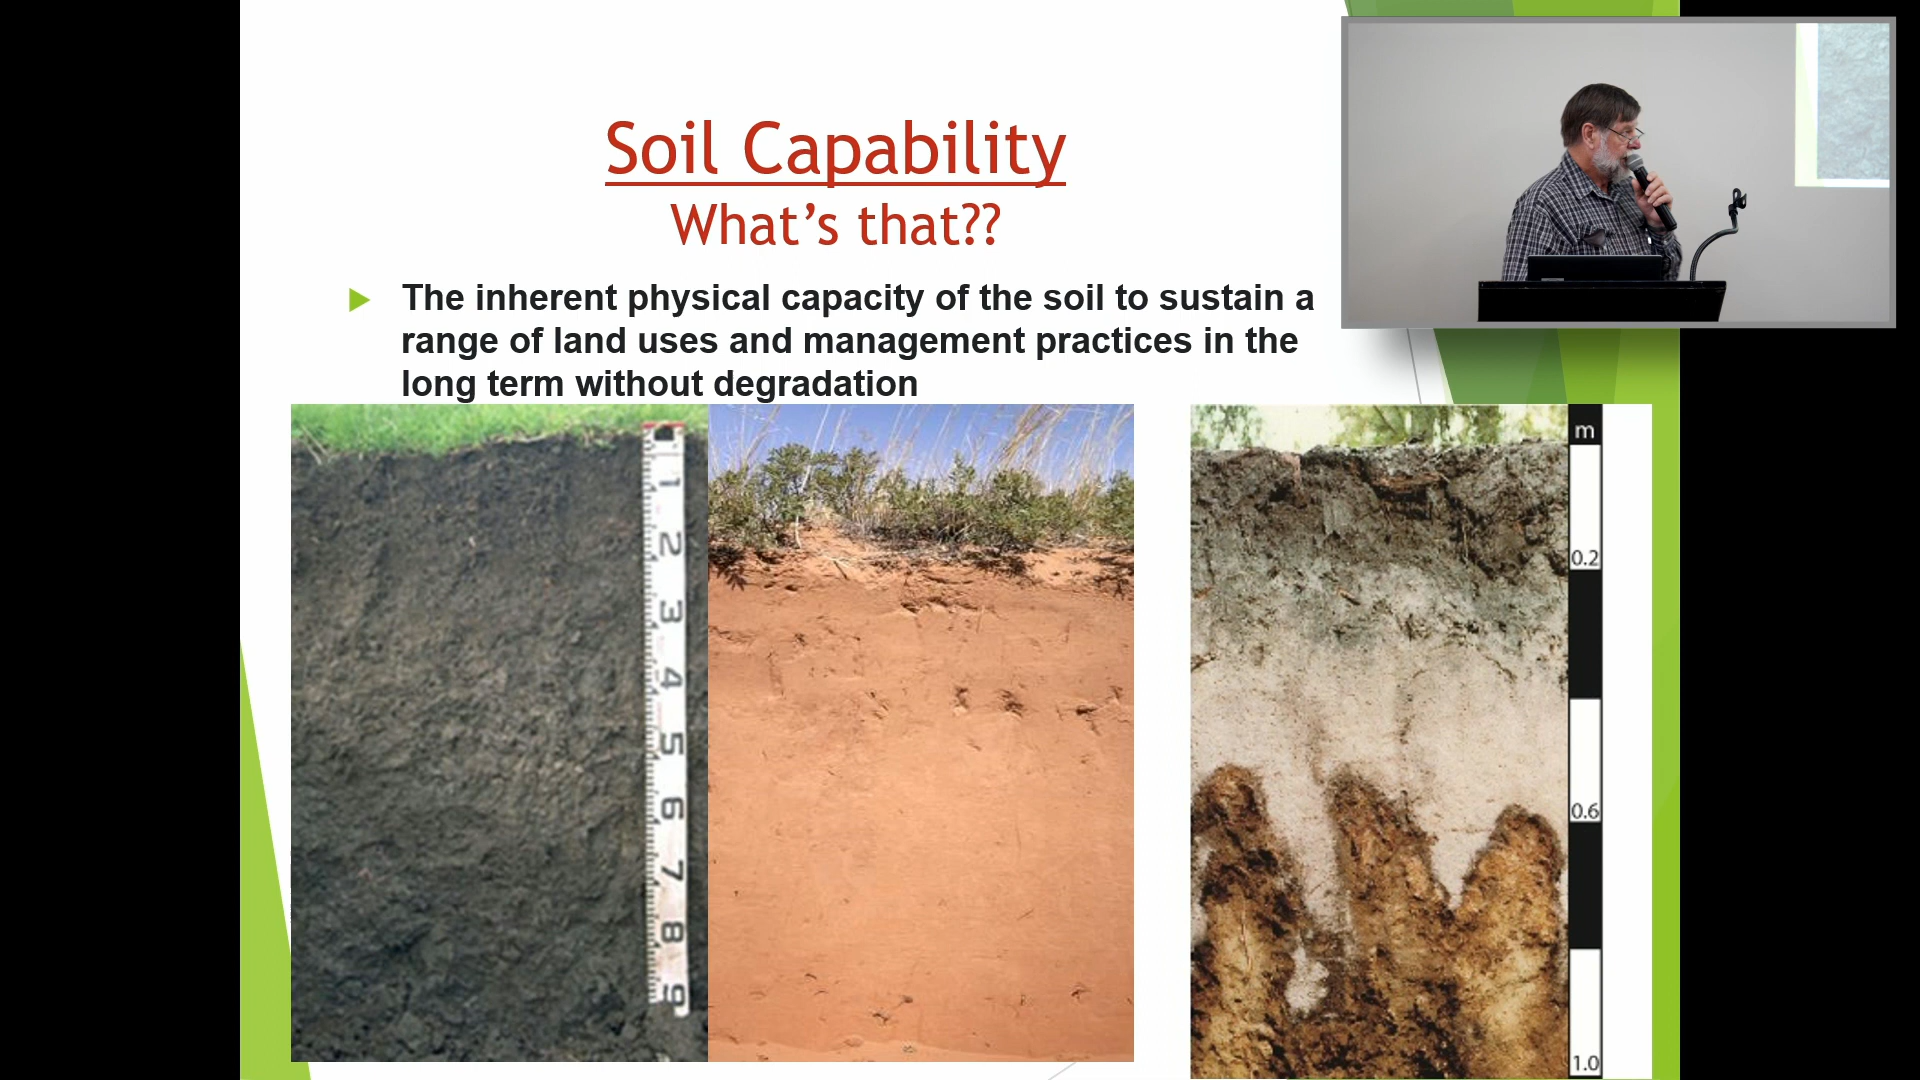 Soil Capability
What's that??
The inherent physical capacity of the soil to sustain a
range of land uses and management practices in the
long term without degradation
1
2
3
4
5
6
7
8
9
m
0.2
0.6
1.0